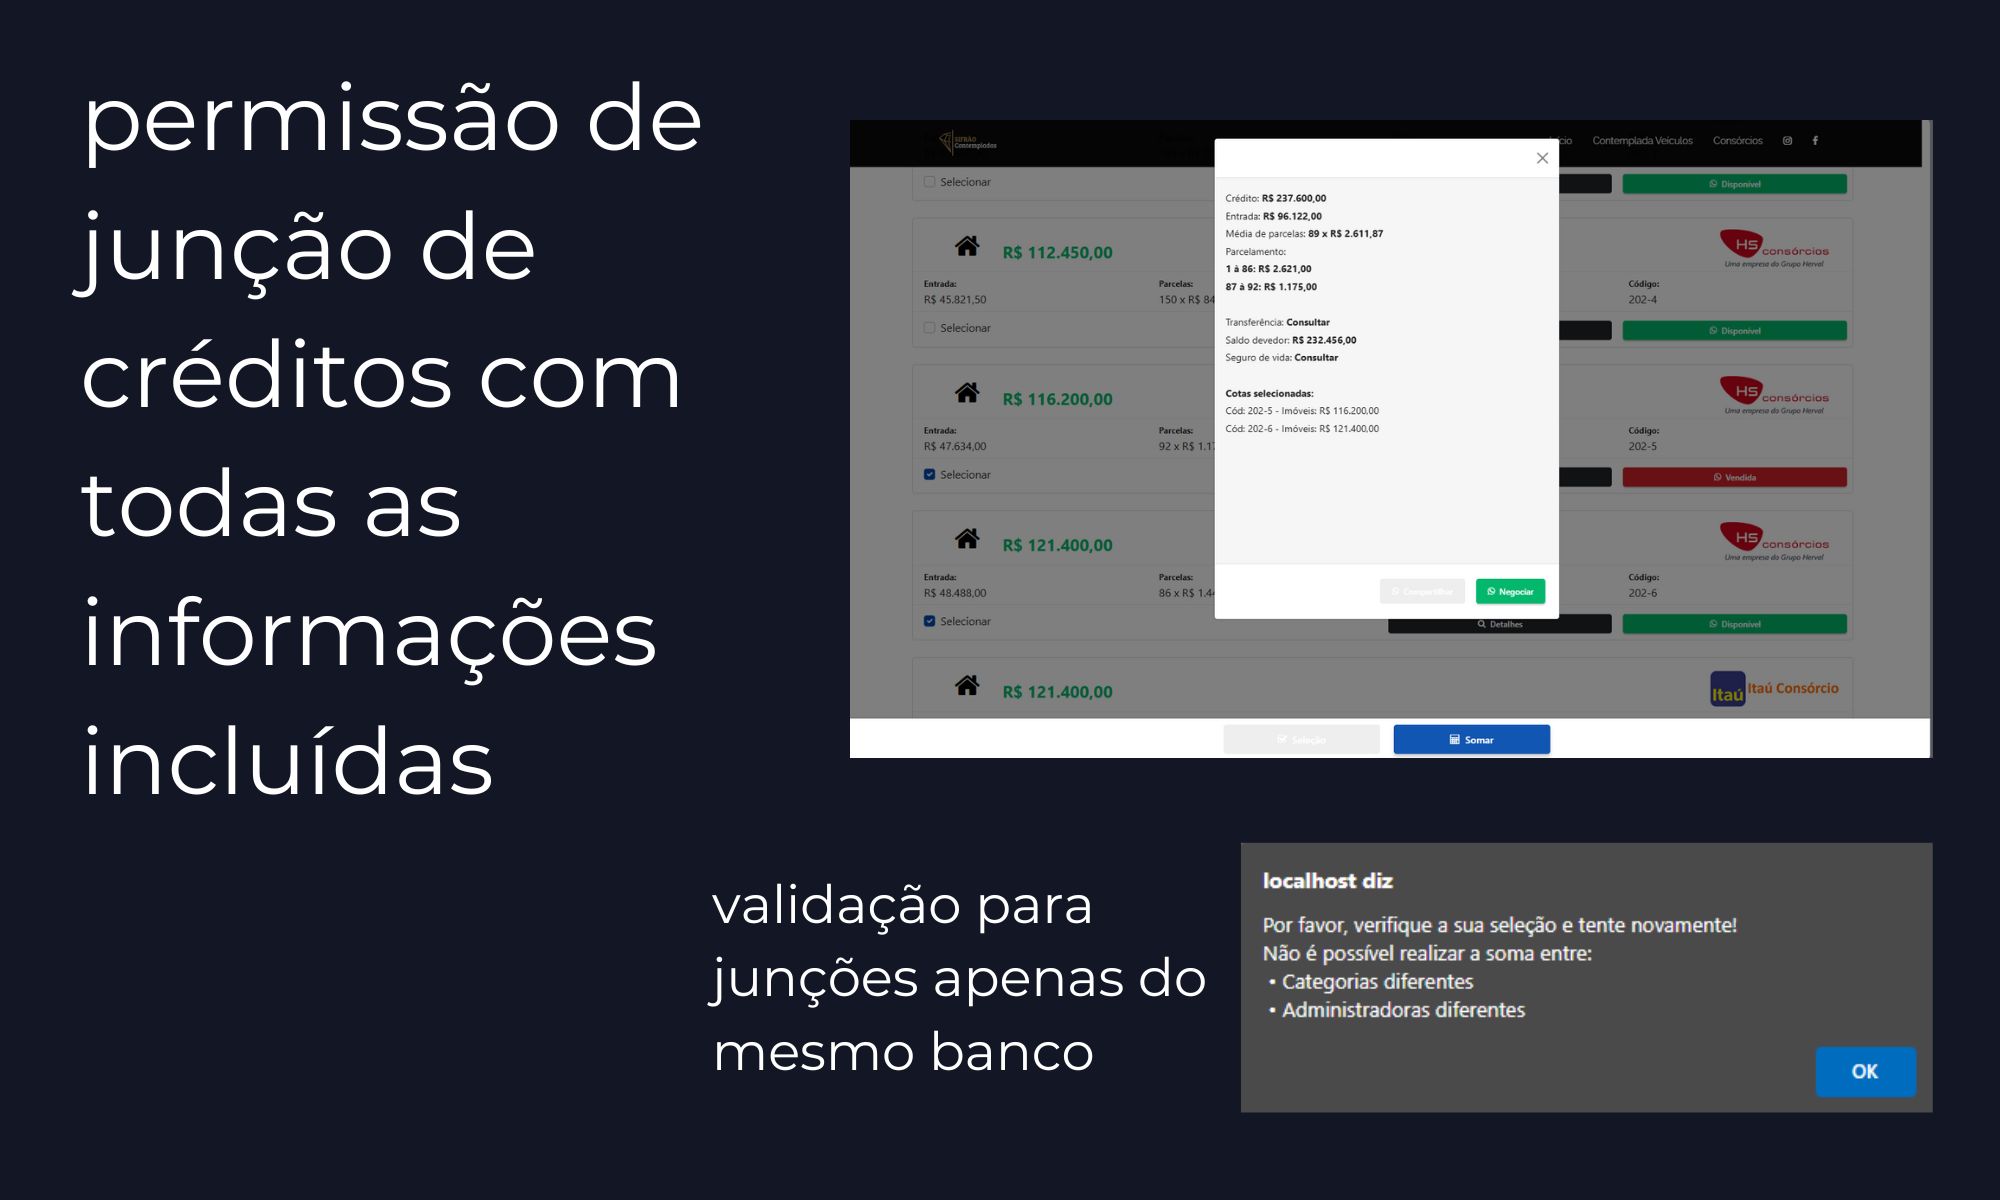 permissão de
junção de
créditos com
todas as
informações
incluídas
SIFRÃO
Contemplados
Contemplada Veículos
Consórcios
Selecionar
Disponível
R$ 112.450,00
HS consórcios
Uma empresa do Grupo Herval
Entrada:
R$ 45.821,50
Parcelas:
150 x R$ 84
Código:
202-4
Selecionar
Disponível
R$ 116.200,00
HS consórcios
Uma empresa do Grupo Herval
Entrada:
R$ 47.634,00
Parcelas:
92 x R$ 1.17
Código:
202-5
Selecionar
Vendida
R$ 121.400,00
HS consórcios
Uma empresa do Grupo Herval
Entrada:
R$ 48.488,00
Parcelas:
86 x R$ 1.44
Código:
202-6
Selecionar
Detalhes
Disponível
R$ 121.400,00
Itaú Itaú Consórcio
Crédito: R$ 237.600,00
Entrada: R$ 96.122,00
Média de parcelas: 89 x R$ 2.611,87
Parcelamento:
1 à 86: R$ 2.621,00
87 à 92: R$ 1.175,00
Transferência: Consultar
Saldo devedor: R$ 232.456,00
Seguro de vida: Consultar
Cotas selecionadas:
Cód: 202-5 - Imóveis: R$ 116.200,00
Cód: 202-6 - Imóveis: R$ 121.400,00
Compartilhar
Negociar
Seleção
Somar
validação para
junções apenas do
mesmo banco
localhost diz
Por favor, verifique a sua seleção e tente novamente!
Não é possível realizar a soma entre:
• Categorias diferentes
• Administradoras diferentes
OK